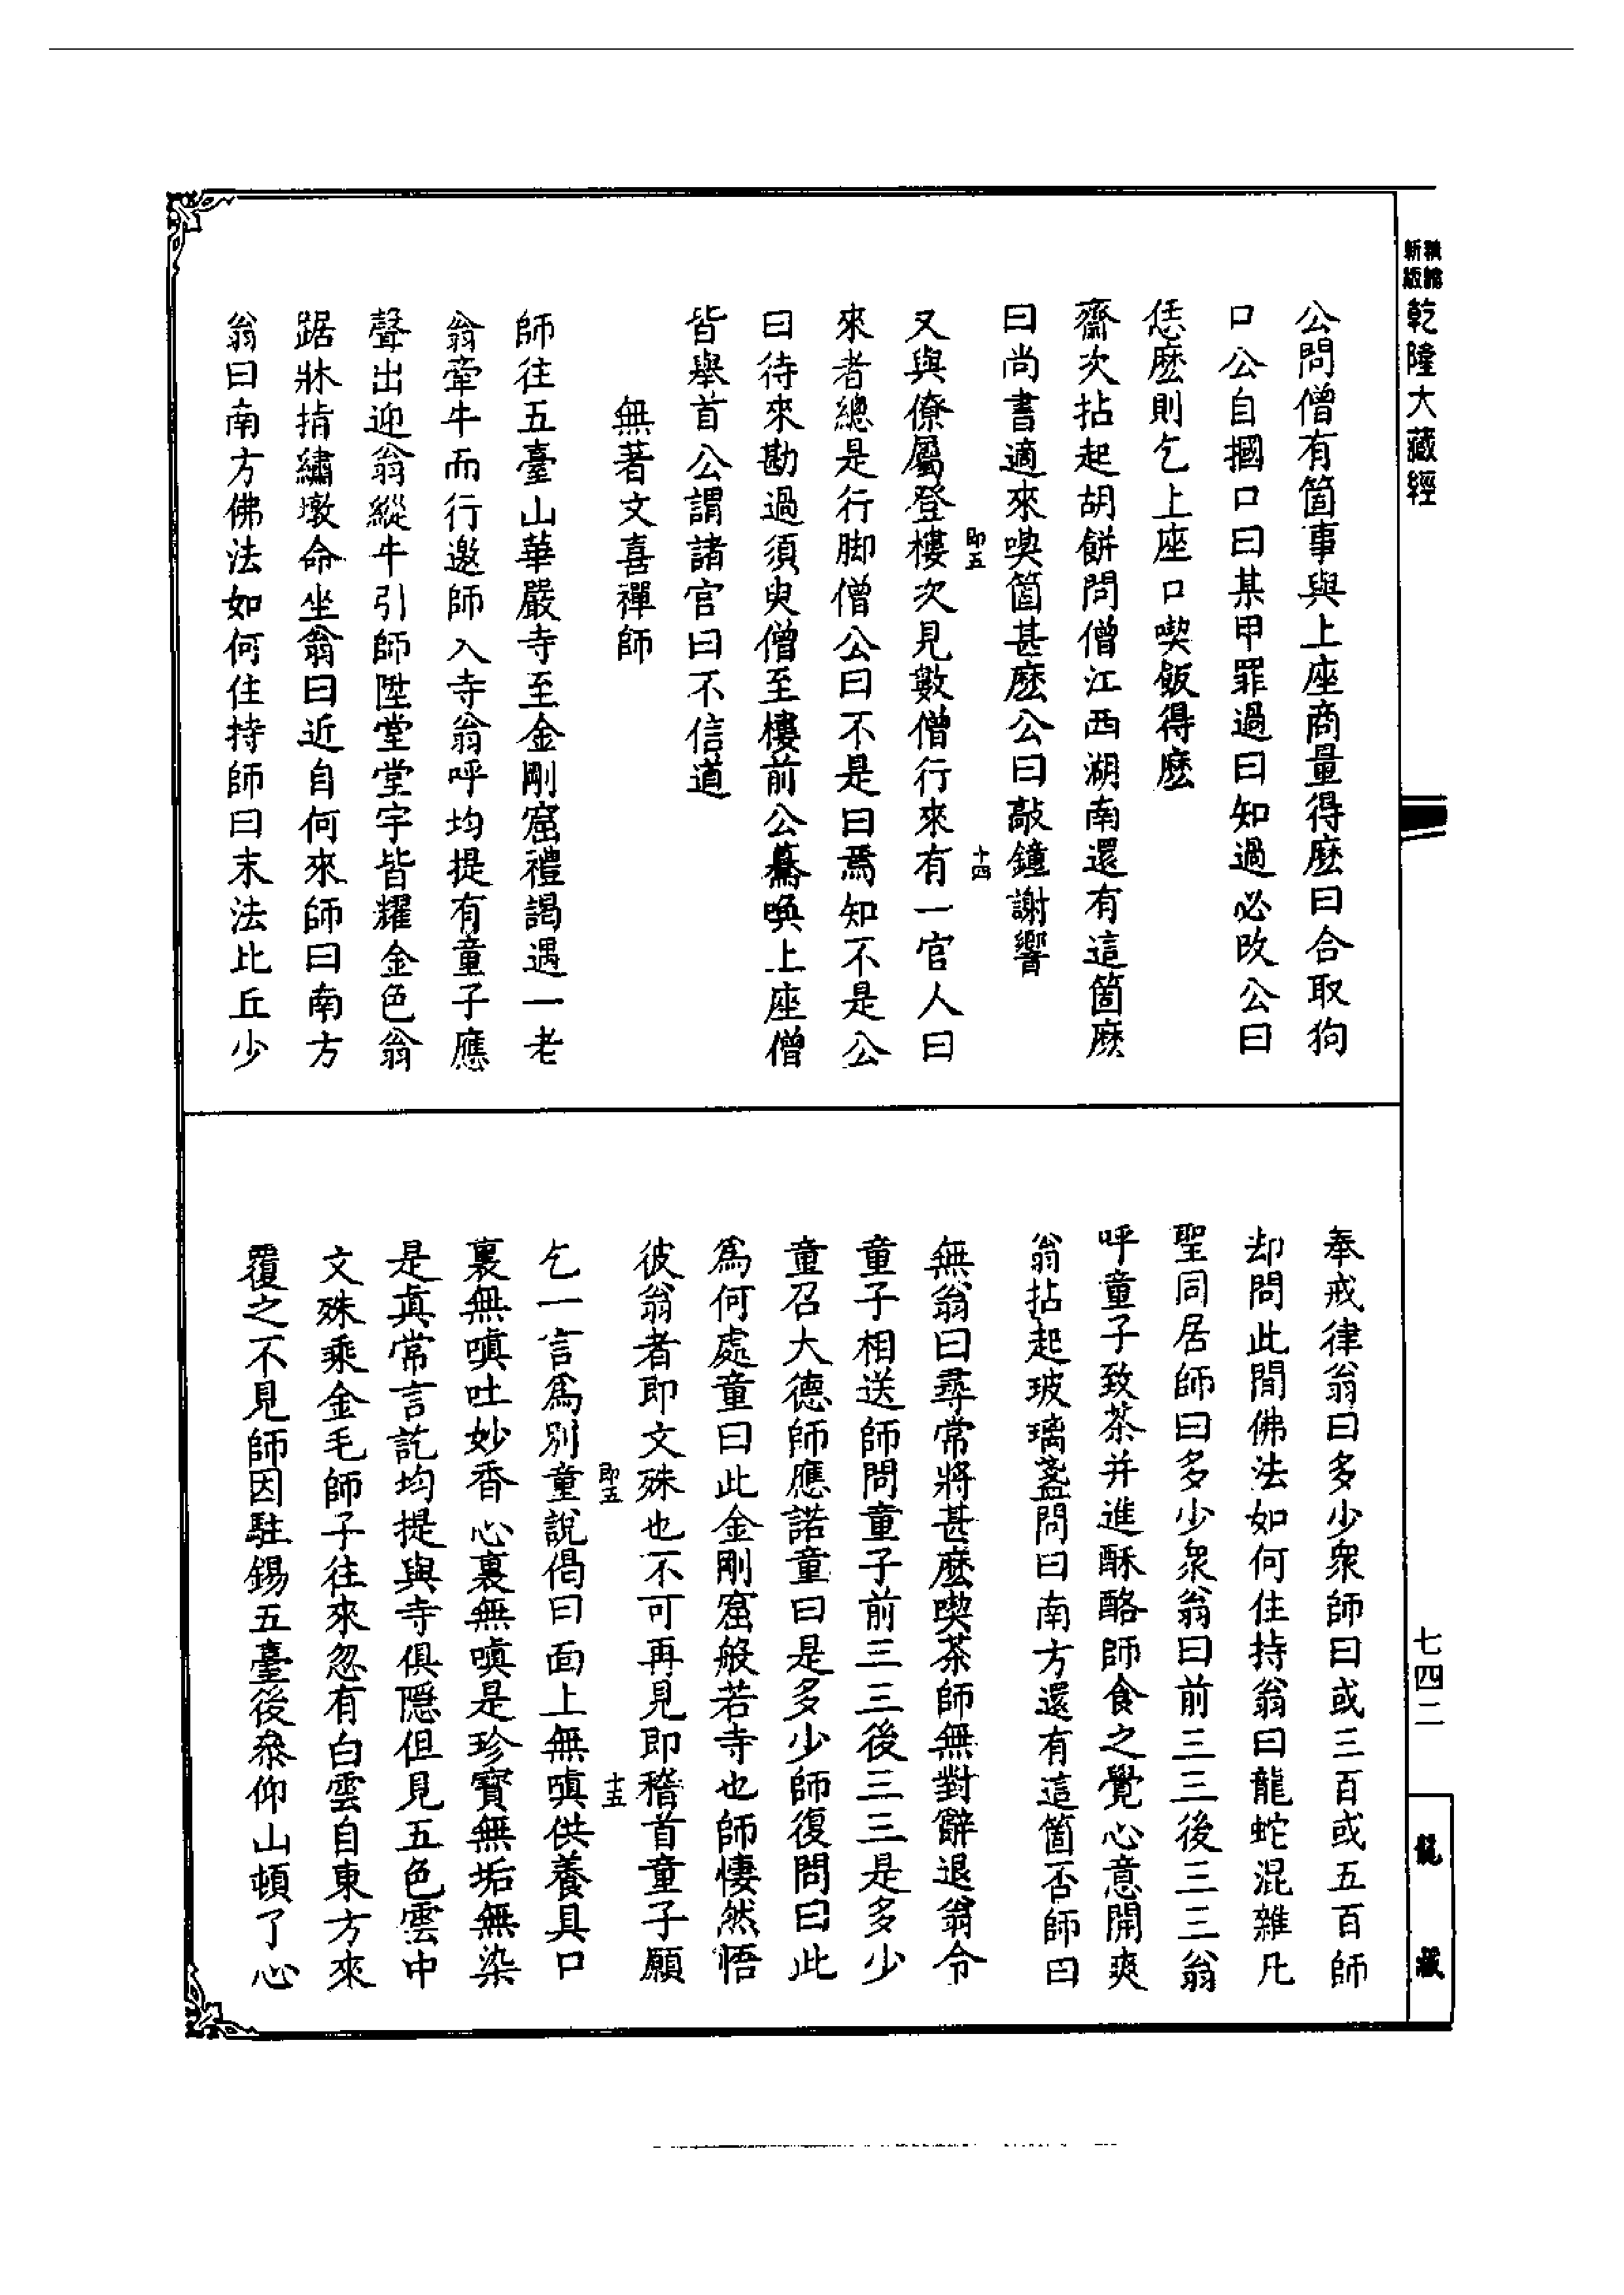 新版精縮乾隆大藏經
公問僧有箇事與上座商量得麽曰合取狗
口公自摑口曰某甲罪過曰知過必改公曰
恁麽則乞上座口喫飯得麽
齋次拈起胡餅問僧江西湖南還有這箇麽
曰尚書適來喫箇甚麽公曰敲鐘謝響
即五 十四
又與僚屬登樓次見數僧行來有一官人曰
來者總是行脚僧公曰不是曰焉知不是公
曰待來勘過須臾僧至樓前公驀喚上座僧
皆舉首公謂諸官曰不信道
無著文喜禪師
師往五臺山華嚴寺至金剛窟禮謁遇一老
翁牽牛而行邀師入寺翁呼均提有童子應
聲出迎翁縱牛引師陞堂堂宇皆耀金色翁
踞牀指繡墩命坐翁曰近自何來師曰南方
翁曰南方佛法如何住持師曰末法比丘少
奉戒律翁曰多少衆師曰或三百或五百師
却問此間佛法如何住持翁曰龍蛇混雜凡
聖同居師曰多少衆翁曰前三三後三三翁
呼童子致茶并進酥酪師食之覺心意開爽
翁拈起玻璃盞問曰南方還有這箇否師曰
無翁曰尋常將甚麽喫茶師無對辭退翁令
童子相送師問童子前三三後三三是多少
童召大德師應諾童曰是多少師復問曰此
爲何處童曰此金剛窟般若寺也師悽然悟
彼翁者即文殊也不可再見即稽首童子願
即五 十五
乞一言爲別童說偈曰面上無嗔供養具口
裏無嗔吐妙香心裏無嗔是珍寶無垢無染
是眞常言訖均提與寺俱隱但見五色雲中
文殊乘金毛師子往來忽有白雲自東方來
覆之不見師因駐錫五臺後叅仰山頓了心
七四二
龍藏